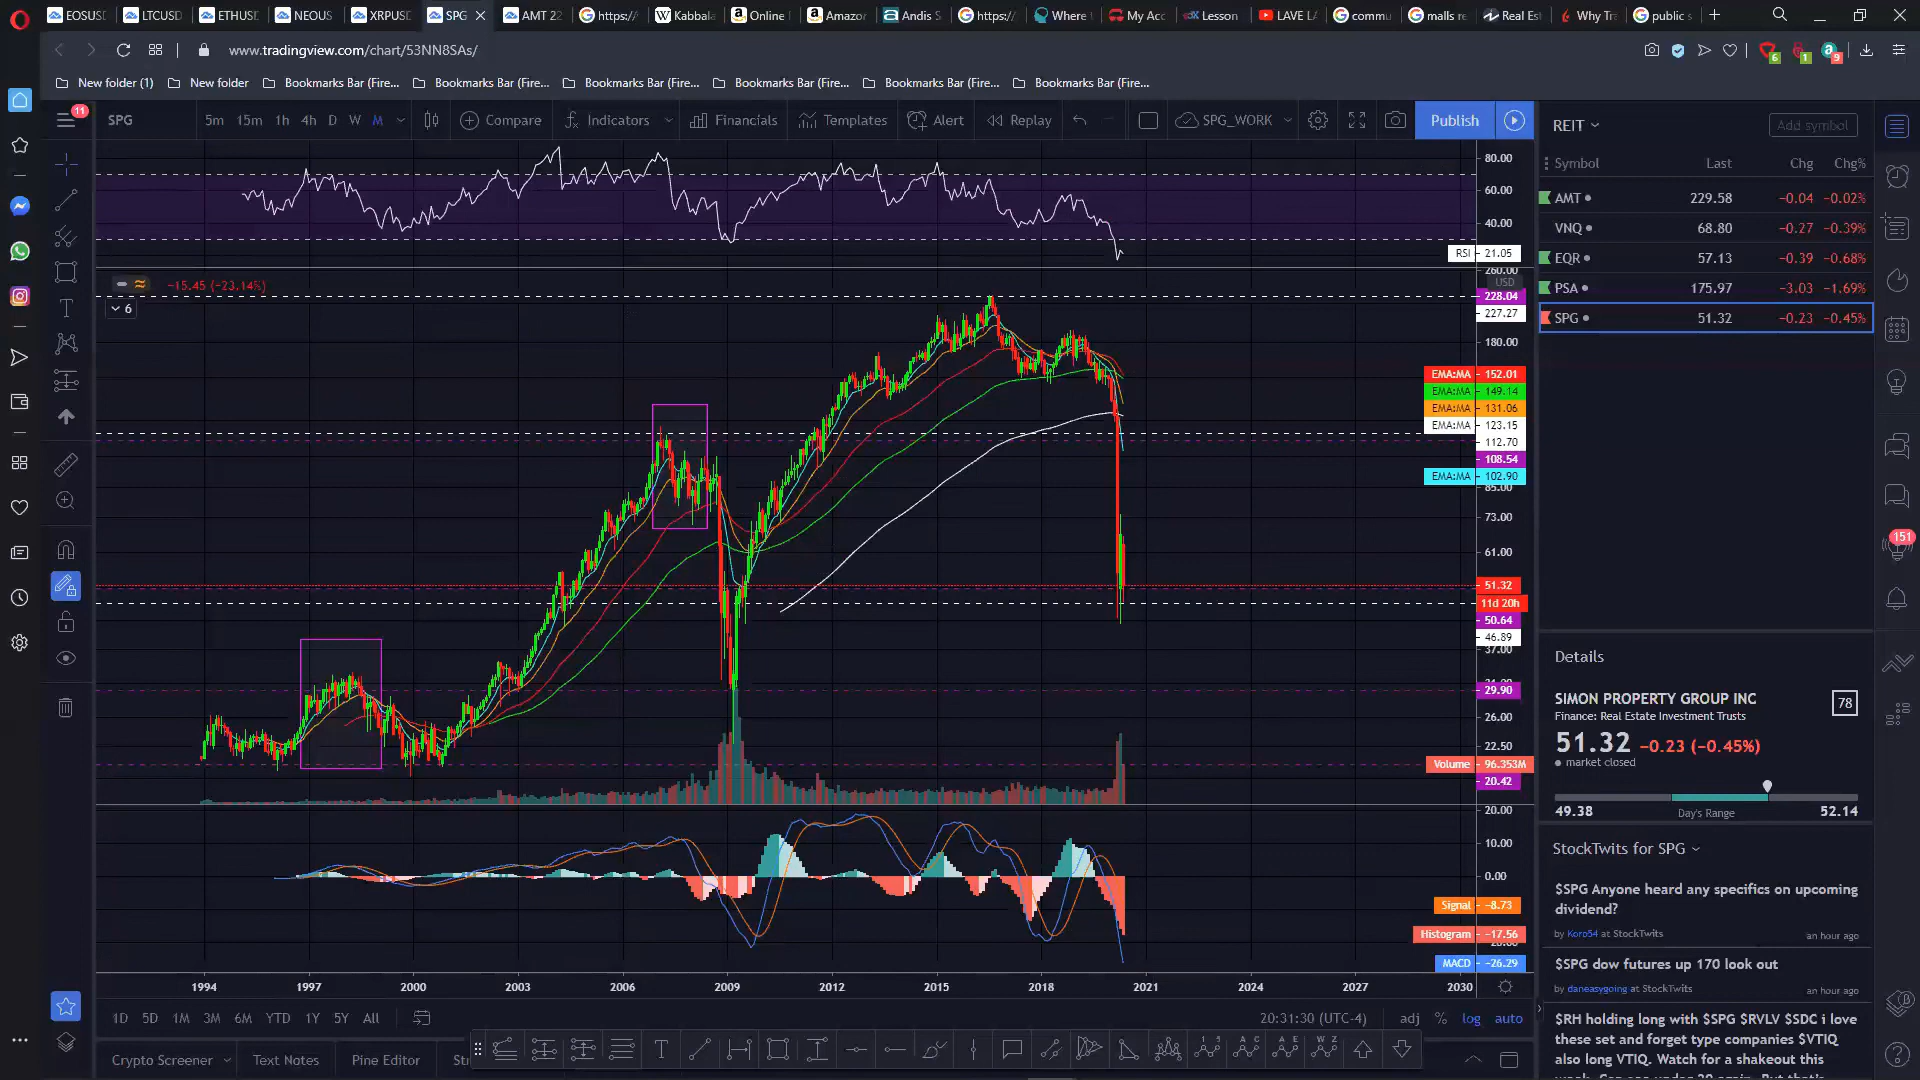 EOSUSD
LTCUSD
ETHUSD
NEOUS
XRPUSD
SPG
AMT 22
https:/
Kabbala
Online
Amazor
Andis S
https:/
Where
My Acc
Lesson
LAVE LA
commu
malls re
Real Est
Why Tra
public s
www.tradingview.com/chart/53NN8SAs/
6
1
9
New folder (1)
New folder
Bookmarks Bar (Fire...
Bookmarks Bar (Fire...
Bookmarks Bar (Fire...
Bookmarks Bar (Fire...
Bookmarks Bar (Fire...
Bookmarks Bar (Fire...
11
SPG
5m 15m 1h 4h D W M
Compare
Indicators
Financials
Templates
Alert
Replay
SPG_WORK
Publish
REIT
Add symbol
Symbol Last Chg Chg%
AMT 229.58 −0.04 −0.02%
VNQ 68.80 −0.27 −0.39%
EQR 57.13 −0.39 −0.68%
PSA 175.97 −3.03 −1.69%
SPG 51.32 −0.23 −0.45%
80.00
60.00
40.00
RSI 21.05
−15.45 (−23.14%)
6
260.00
USD
228.04
227.27
180.00
EMA:MA 152.01
EMA:MA 149.14
EMA:MA 131.06
EMA:MA 123.15
112.70
108.54
EMA:MA 102.90
85.00
73.00
61.00
51.32
11d 20h
50.64
46.89
37.00
29.90
26.00
22.50
Volume 96.353M
20.42
20.00
10.00
0.00
Signal −8.73
Histogram −17.56
MACD −26.29
151
Details
SIMON PROPERTY GROUP INC
78
Finance: Real Estate Investment Trusts
51.32 −0.23 (−0.45%)
market closed
49.38 Day's Range 52.14
StockTwits for SPG
$SPG Anyone heard any specifics on upcoming
dividend?
by Koro54 at StockTwits an hour ago
$SPG dow futures up 170 look out
by daneasygoing at StockTwits an hour ago
$RH holding long with $SPG $RVLV $SDC i love
these set and forget type companies $VTIQ
also long VTIQ. Watch for a shakeout this
1994 1997 2000 2003 2006 2009 2012 2015 2018 2021 2024 2027 2030
1D 5D 1M 3M 6M YTD 1Y 5Y All
20:31:30 (UTC-4) adj % log auto
Crypto Screener
Text Notes
Pine Editor